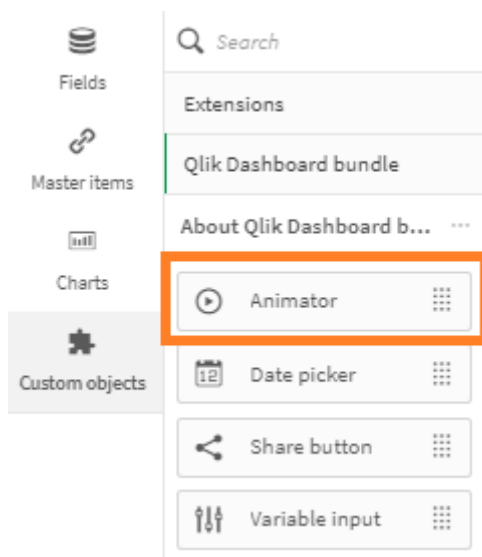 Fields
Master items
Charts
Custom objects
Search
Extensions
Qlik Dashboard bundle
About Qlik Dashboard b... ...
Animator
12 Date picker
Share button
Variable input